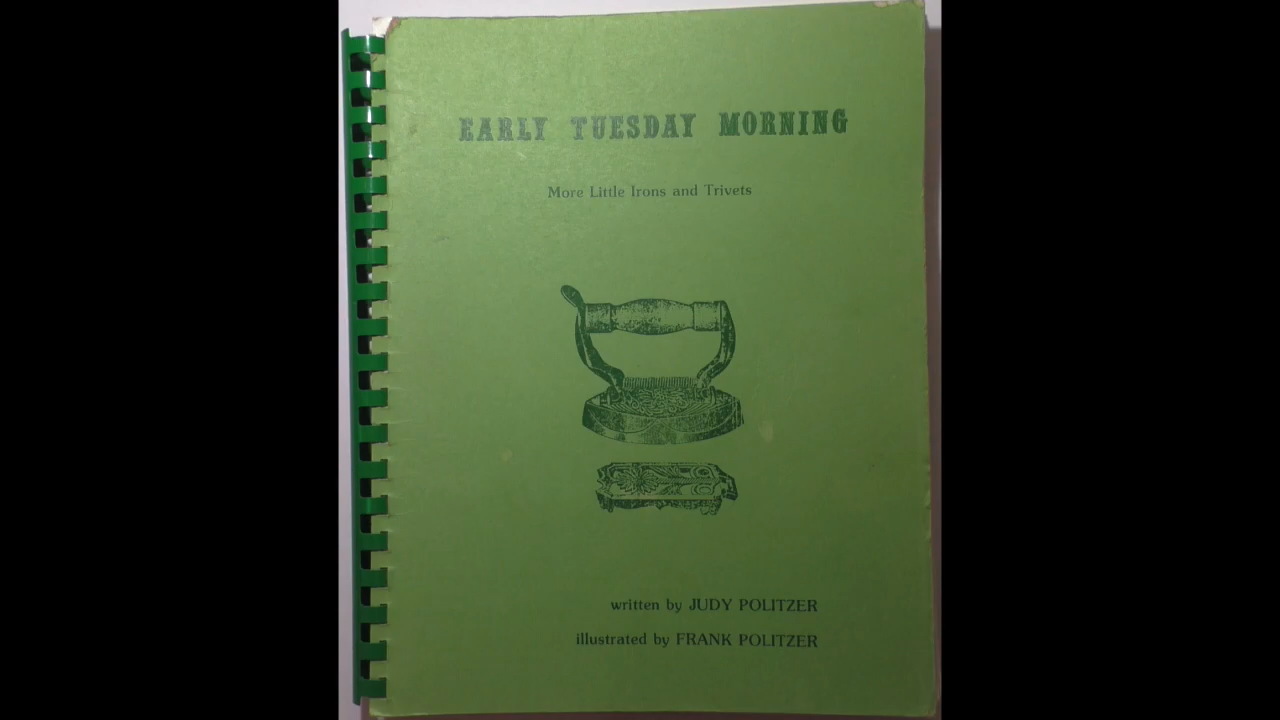 EARLY TUESDAY MORNING
More Little Irons and Trivets
written by JUDY POLITZER
illustrated by FRANK POLITZER